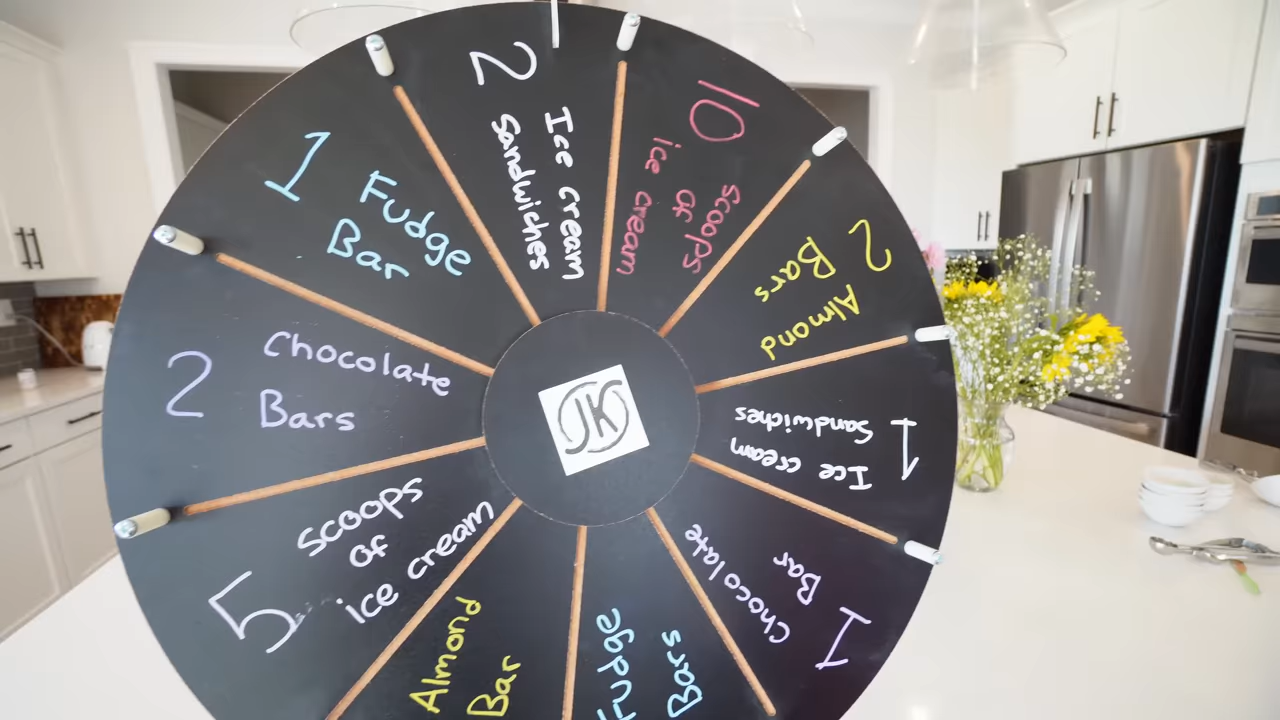 2
Ice cream
Sandwiches
10
scoops
of
ice cream
2
Bars
Almond
1
Ice cream
Sandwiches
1
Bar
Chocolate
Bars
Fudge
Almond
Bar
5
scoops
of
ice cream
2
Chocolate
Bars
1
Fudge
Bar
JK